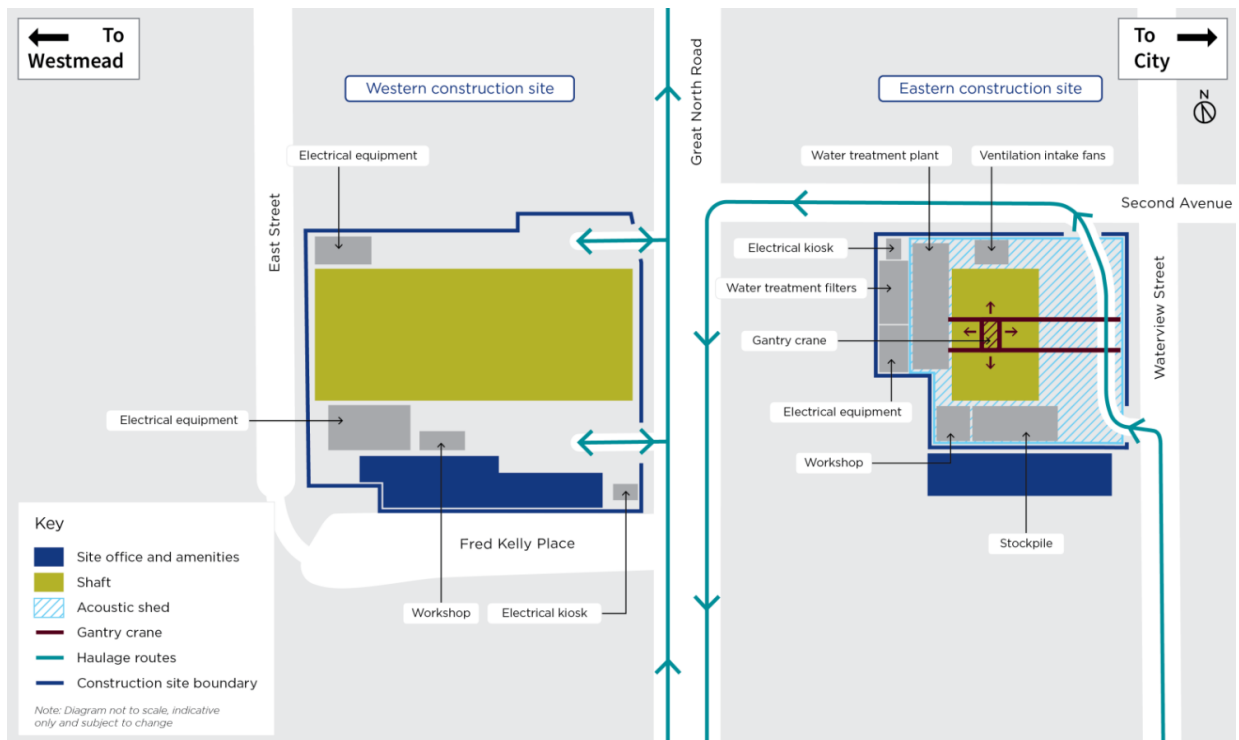 To
Westmead
To
City
N
Western construction site
Great North Road
Eastern construction site
Electrical equipment
Water treatment plant
Ventilation intake fans
Second Avenue
East Street
Electrical kiosk
Water treatment filters
Gantry crane
Waterview Street
Electrical equipment
Electrical equipment
Workshop
Stockpile
Fred Kelly Place
Workshop
Electrical kiosk
Key
Site office and amenities
Shaft
Acoustic shed
Gantry crane
Haulage routes
Construction site boundary
Note: Diagram not to scale, indicative
only and subject to change